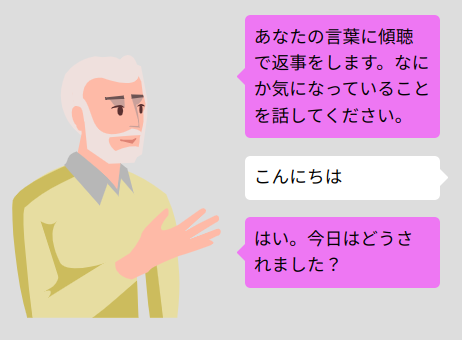 あなたの言葉に傾聴
で返事をします。なに
か気になっていること
を話してください。
こんにちは
はい。今日はどうさ
れました？